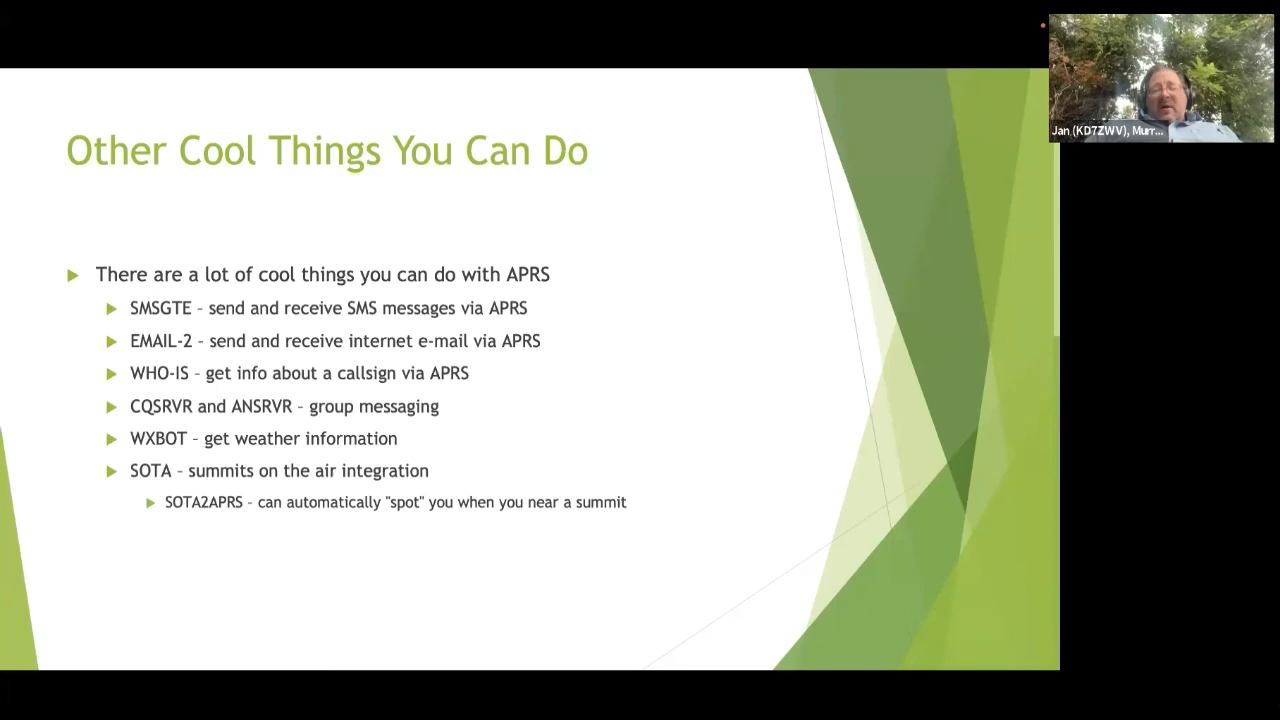 Jan (KD7ZWV), Murr...
Other Cool Things You Can Do
There are a lot of cool things you can do with APRS
SMSGTE – send and receive SMS messages via APRS
EMAIL-2 – send and receive internet e-mail via APRS
WHO-IS – get info about a callsign via APRS
CQSRVR and ANSRVR – group messaging
WXBOT – get weather information
SOTA – summits on the air integration
SOTA2APRS – can automatically "spot" you when you near a summit